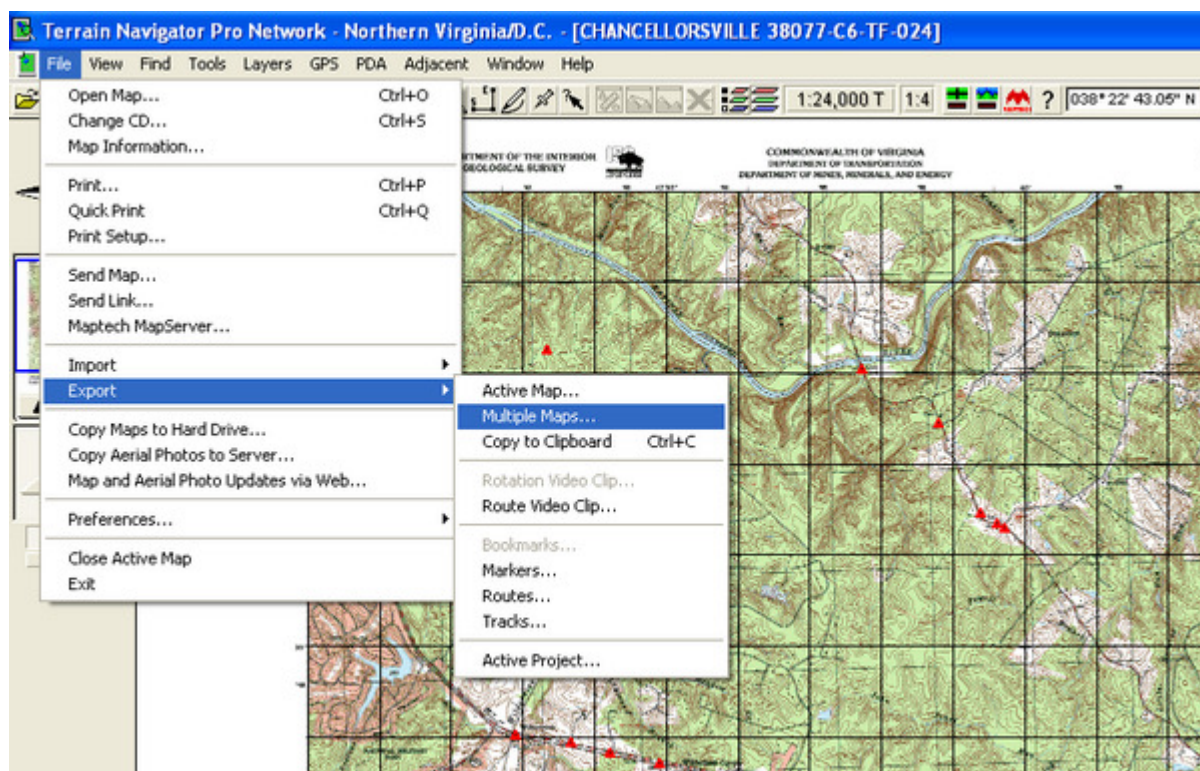 Terrain Navigator Pro Network - Northern Virginia/D.C. - [CHANCELLORSVILLE 38077-C6-TF-024]
File View Find Tools Layers GPS PDA Adjacent Window Help
1:24,000 T 1:4 ? 038° 22' 43.05" N
Open Map... Ctrl+O
Change CD... Ctrl+S
Map Information...
Print... Ctrl+P
Quick Print Ctrl+Q
Print Setup...
Send Map...
Send Link...
Maptech MapServer...
Import
Export
Copy Maps to Hard Drive...
Copy Aerial Photos to Server...
Map and Aerial Photo Updates via Web...
Preferences...
Close Active Map
Exit
Active Map...
Multiple Maps...
Copy to Clipboard Ctrl+C
Rotation Video Clip...
Route Video Clip...
Bookmarks...
Markers...
Routes...
Tracks...
Active Project...
OF THE INTERIOR
GEOLOGICAL SURVEY
COMMONWEALTH OF VIRGINIA
DEPARTMENT OF TRANSPORTATION
DEPARTMENT OF MINES, MINERALS, AND ENERGY